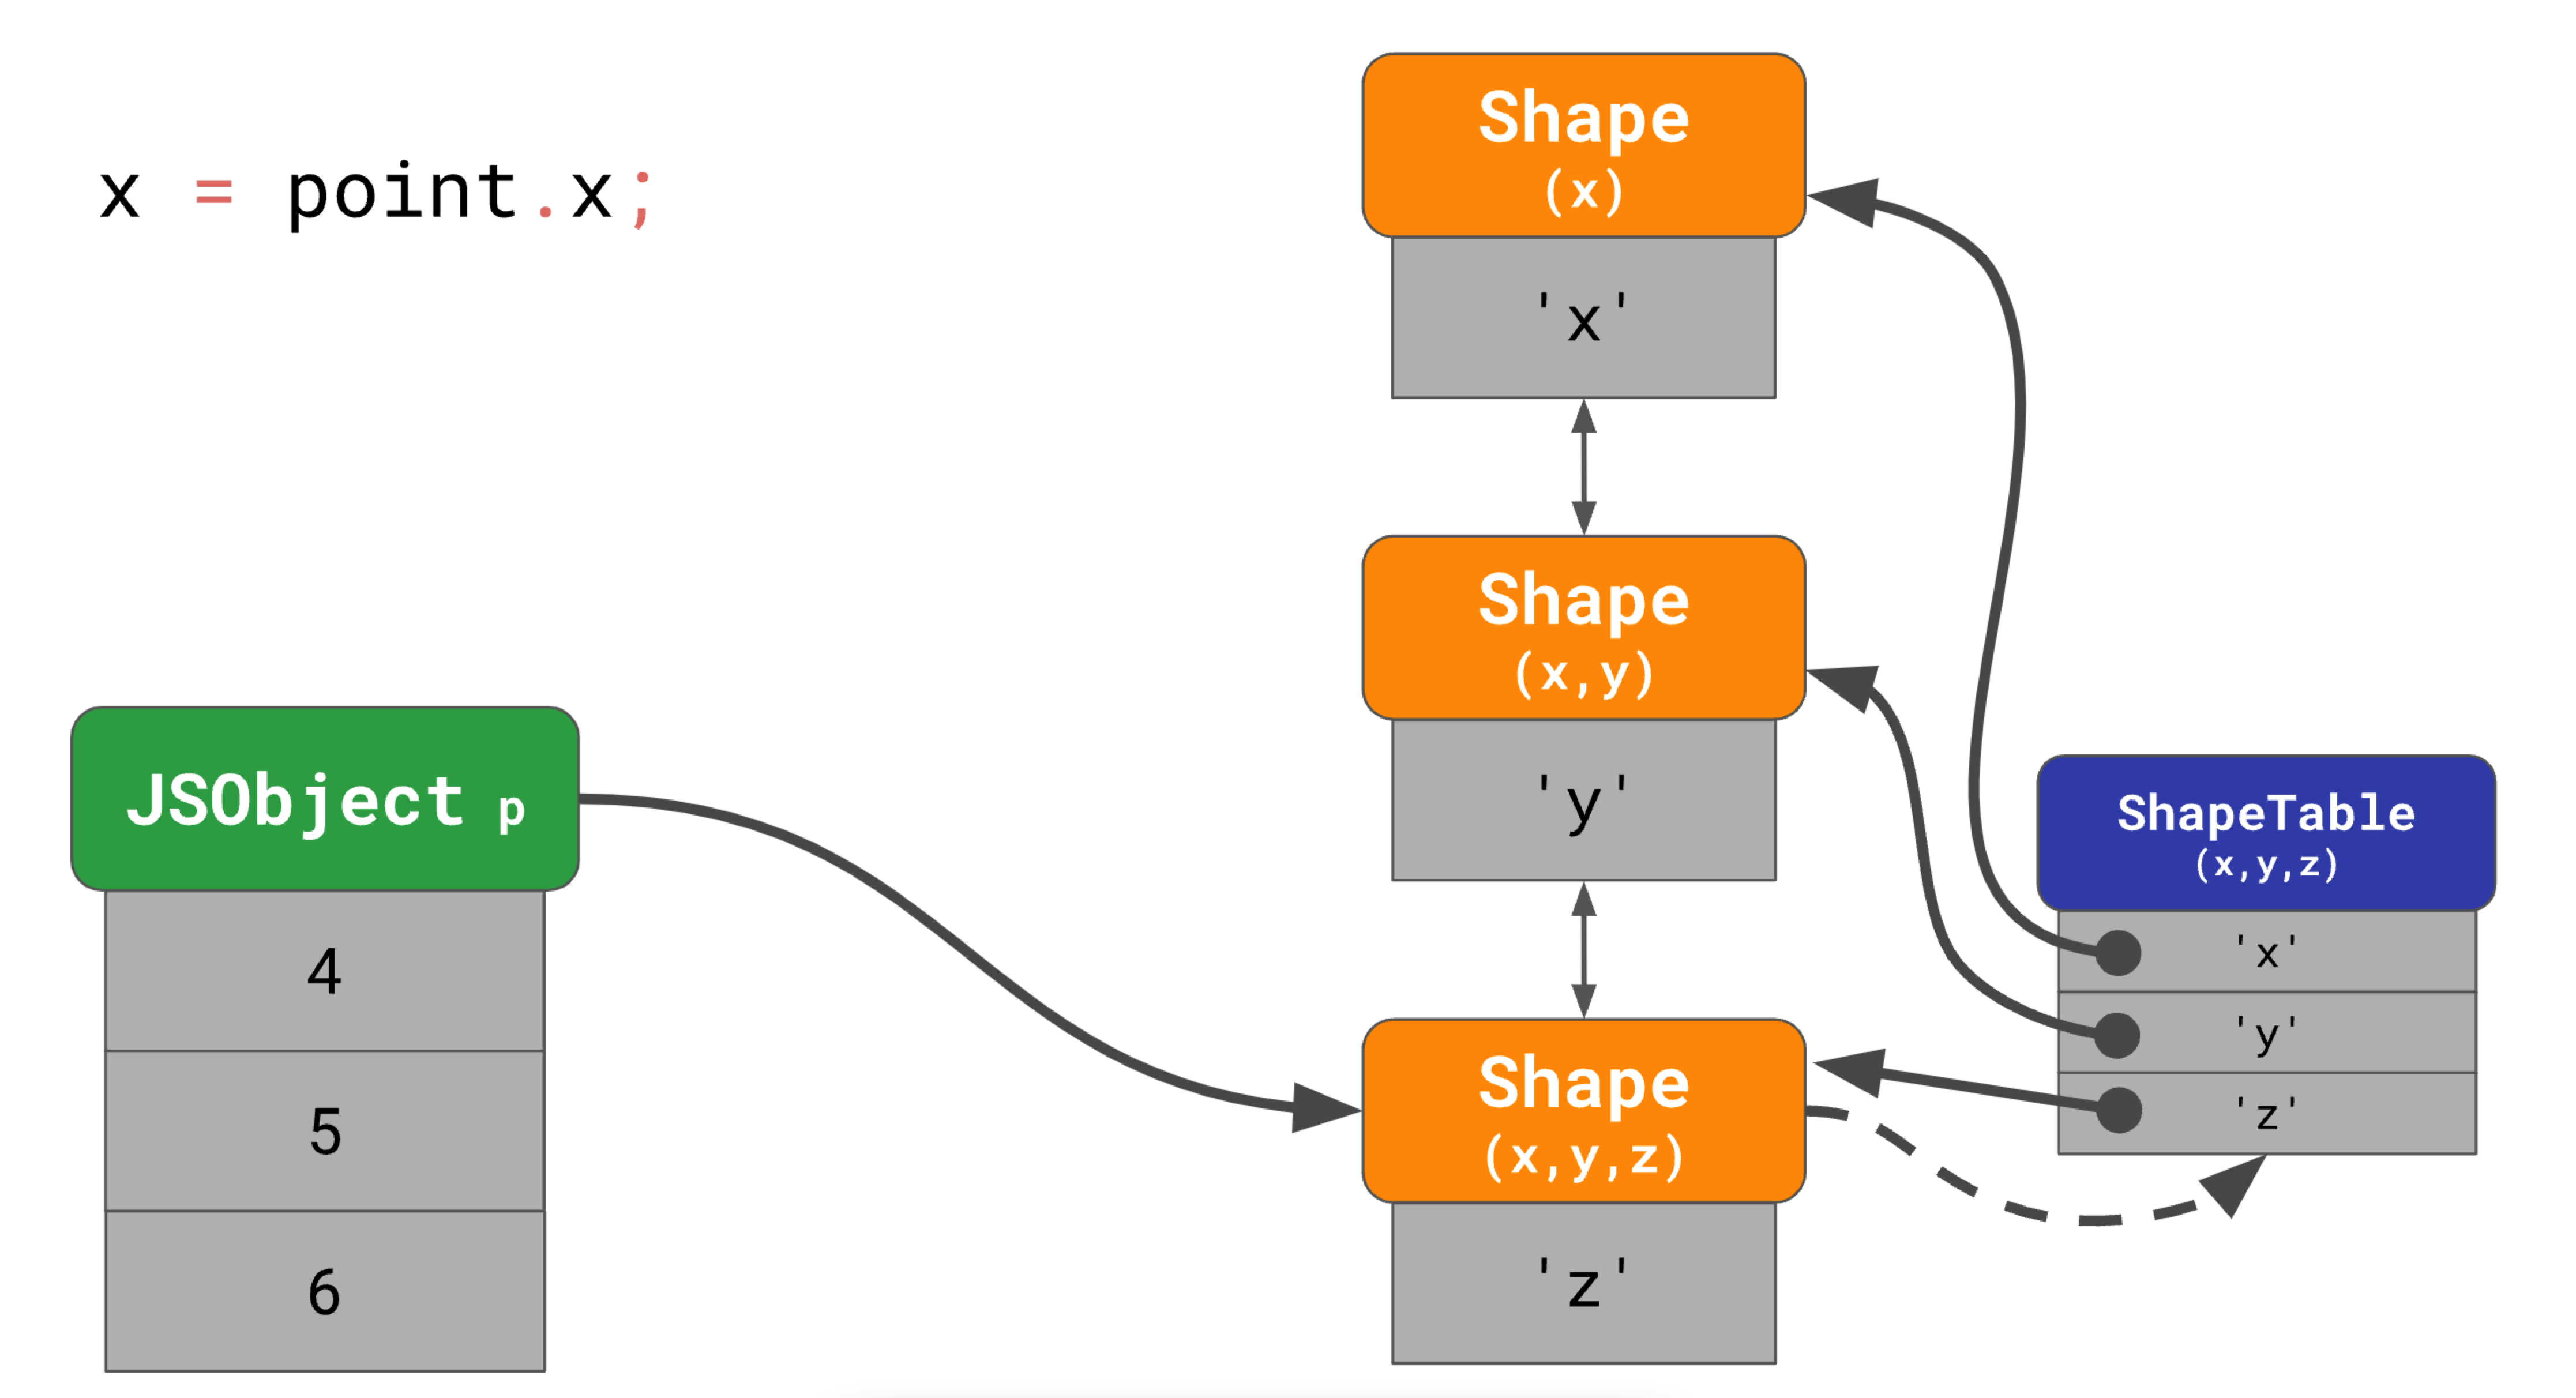 x = point.x;
Shape
(x)
'x'
Shape
(x,y)
'y'
Shape
(x,y,z)
'z'
JSObject p
4
5
6
ShapeTable
(x,y,z)
'x'
'y'
'z'